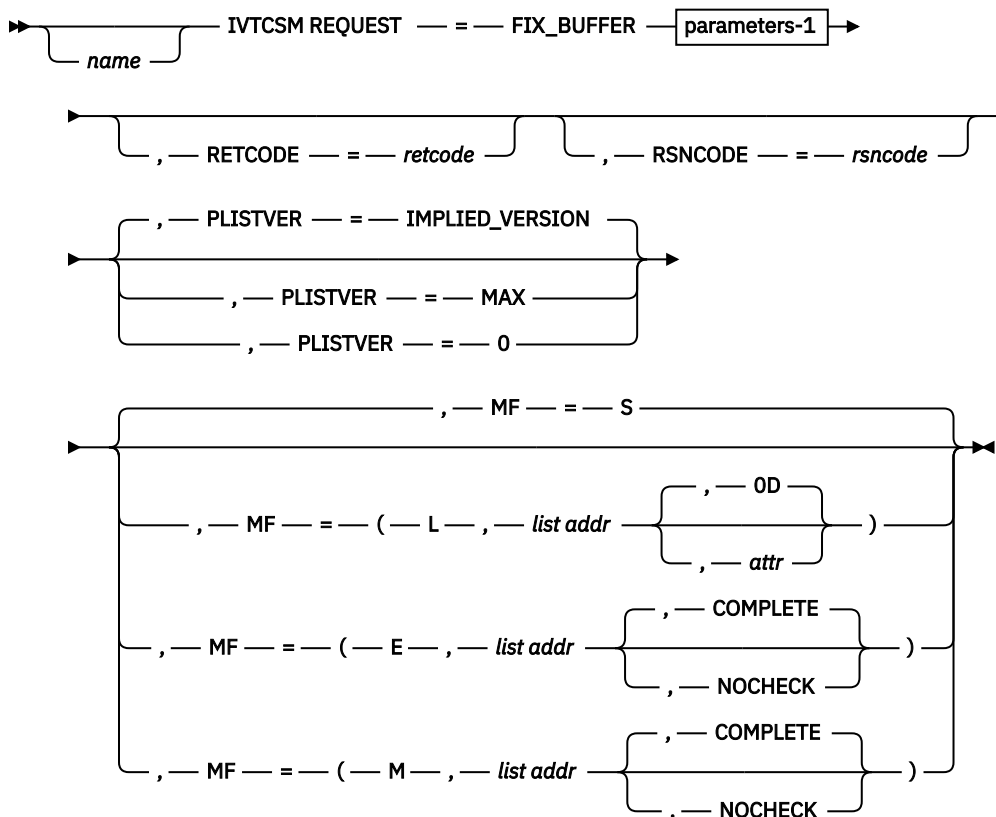 IVTCSM REQUEST = FIX_BUFFER parameters-1
name
, RETCODE = retcode , RSNCODE = rsncode
, PLISTVER = IMPLIED_VERSION
, PLISTVER = MAX
, PLISTVER = 0
, MF = S
, 0D
, MF = ( L , list addr )
, attr
, COMPLETE
, MF = ( E , list addr )
, NOCHECK
, COMPLETE
, MF = ( M , list addr )
, NOCHECK